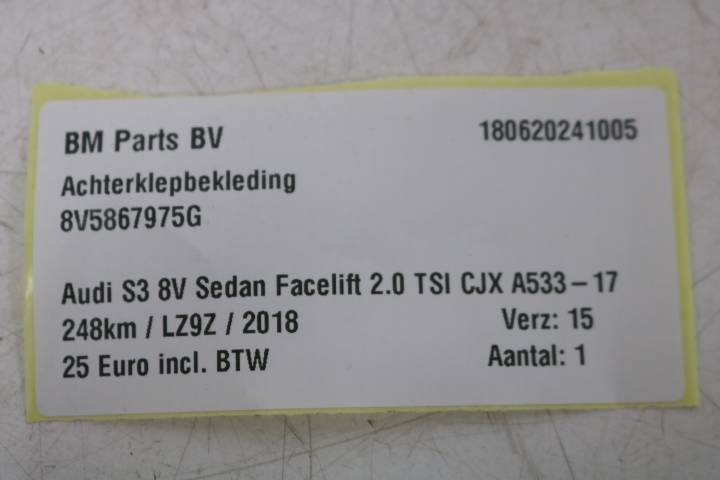 BM Parts BV 180620241005
Achterklepbekleding
8V5867975G
Audi S3 8V Sedan Facelift 2.0 TSI CJX A533 – 17
248km / LZ9Z / 2018 Verz: 15
25 Euro incl. BTW Aantal: 1